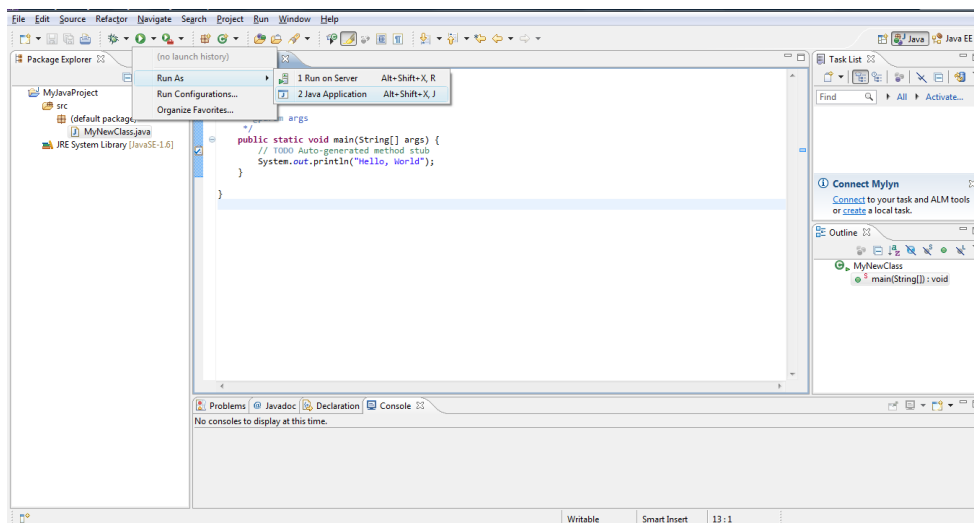 File Edit Source Refactor Navigate Search Project Run Window Help
Java Java EE
Package Explorer
(no launch history)
Run As
Run Configurations...
Organize Favorites...
1 Run on Server Alt+Shift+X, R
2 Java Application Alt+Shift+X, J
MyJavaProject
src
(default package)
MyNewClass.java
JRE System Library [JavaSE-1.6]
args
*/
public static void main(String[] args) {
// TODO Auto-generated method stub
System.out.println("Hello, World");
}
}
Task List
Find All Activate...
Connect Mylyn
Connect to your task and ALM tools
or create a local task.
Outline
MyNewClass
main(String[]) : void
Problems @ Javadoc Declaration Console
No consoles to display at this time.
Writable Smart Insert 13 : 1